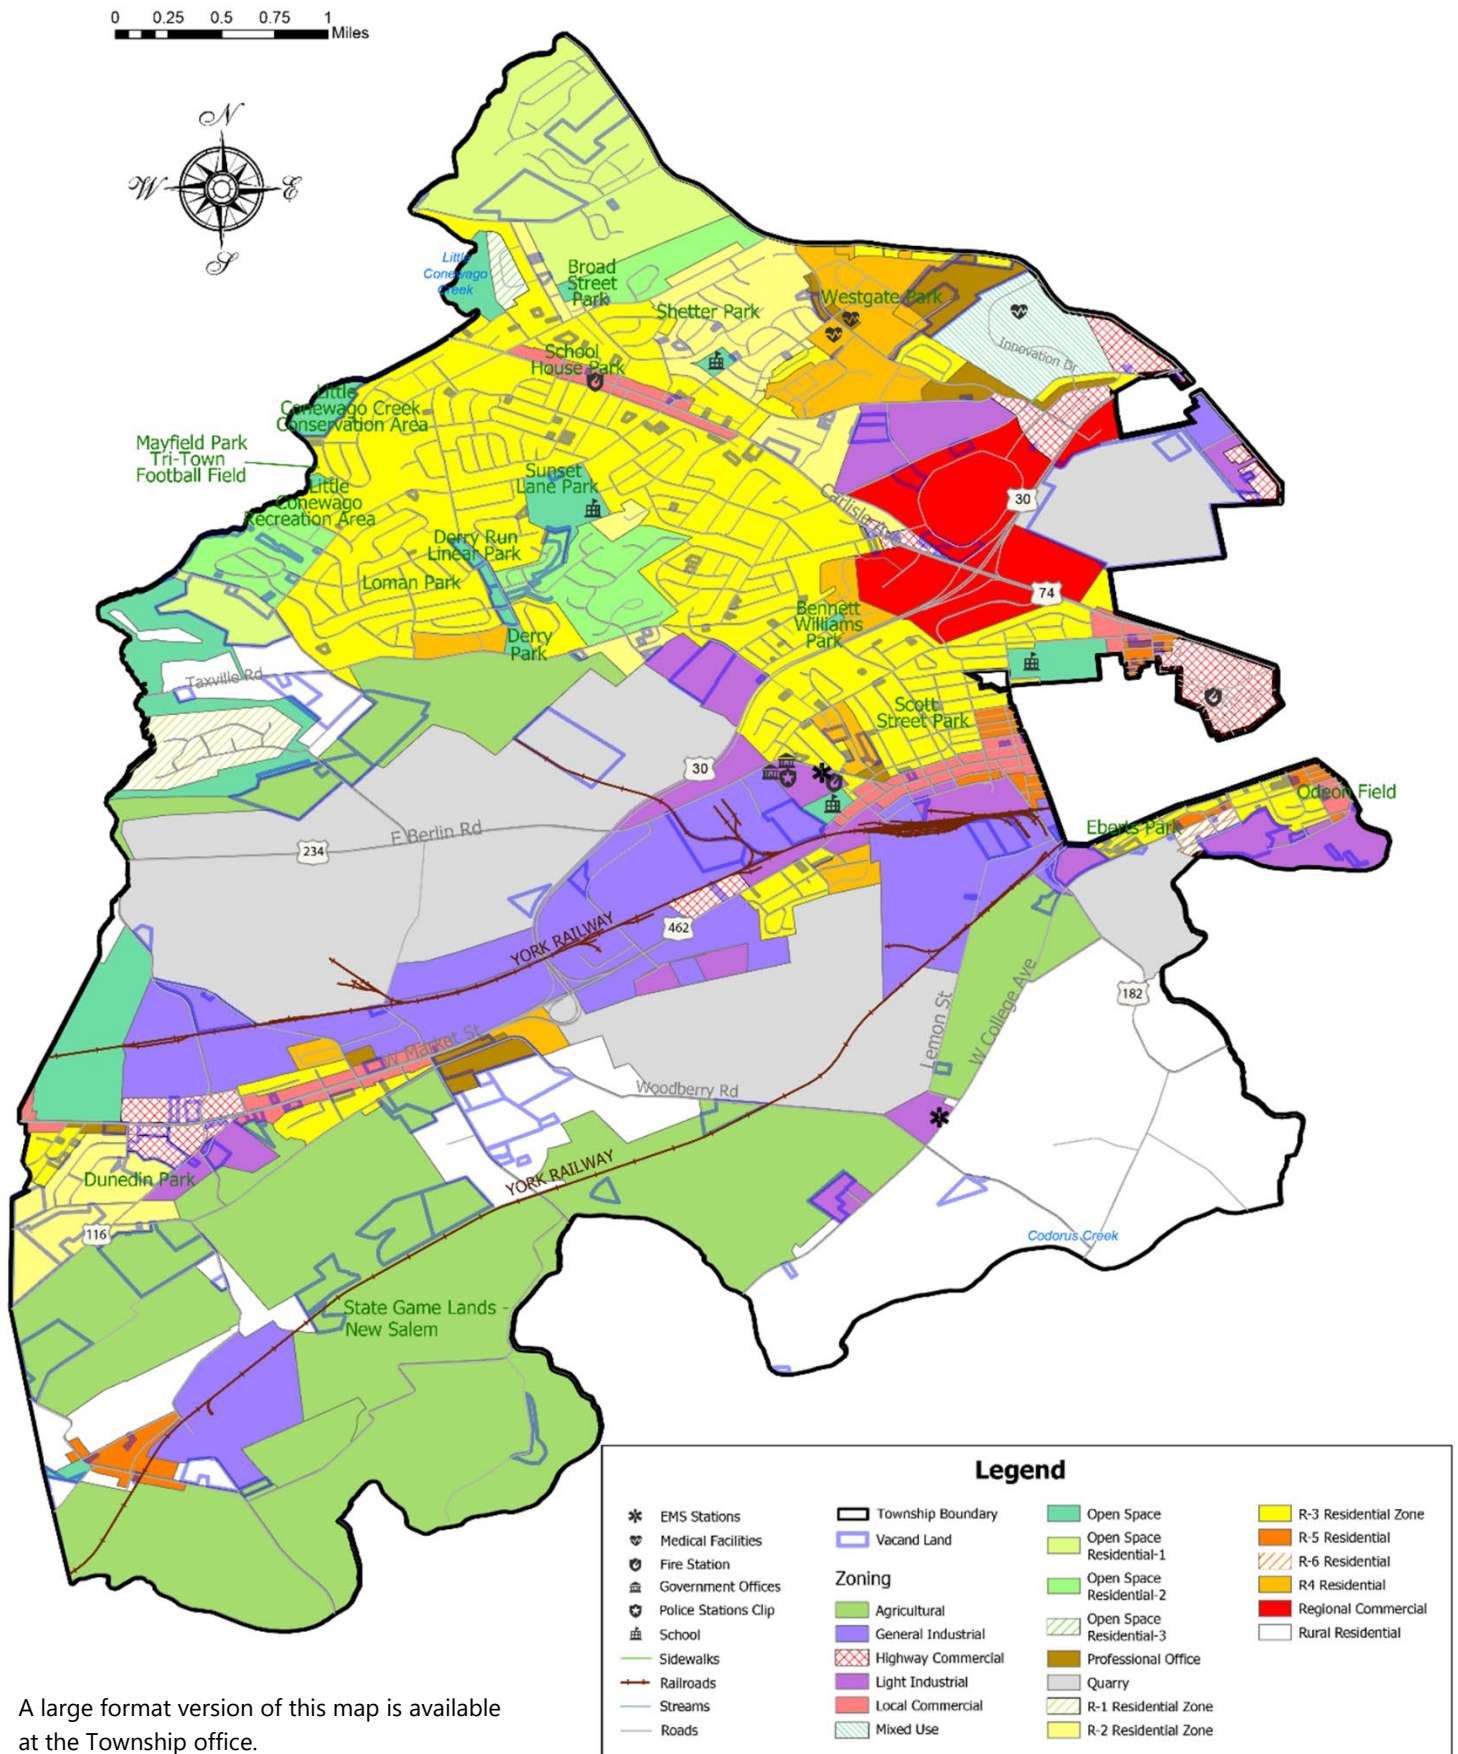 0 0.25 0.5 0.75 1
Miles
N
W
E
S
Little
Conewago
Creek
Broad
Street
Park
Shetter Park
Westgate Park
Innovation Dr
School
House Park
Little
Conewago Creek
Conservation Area
Mayfield Park
Tri-Town
Football Field
Little
Conewago
Recreation Area
Sunset
Lane Park
Carlisle Ave
30
Derry Run
Linear Park
Loman Park
74
Bennett
Williams
Park
Derry
Park
Taxville Rd
Scott
Street Park
30
Odeon Field
Eberts Park
E Berlin Rd
234
462
YORK RAILWAY
182
Lemon St
W College Ave
W Market St
Woodberry Rd
YORK RAILWAY
Dunedin Park
116
Codorus Creek
State Game Lands -
New Salem
Legend
EMS Stations
Medical Facilities
Fire Station
Government Offices
Police Stations Clip
School
Sidewalks
Railroads
Streams
Roads
Township Boundary
Vacand Land
Zoning
Agricultural
General Industrial
Highway Commercial
Light Industrial
Local Commercial
Mixed Use
Open Space
Open Space
Residential-1
Open Space
Residential-2
Open Space
Residential-3
Professional Office
Quarry
R-1 Residential Zone
R-2 Residential Zone
R-3 Residential Zone
R-5 Residential
R-6 Residential
R4 Residential
Regional Commercial
Rural Residential
A large format version of this map is available
at the Township office.